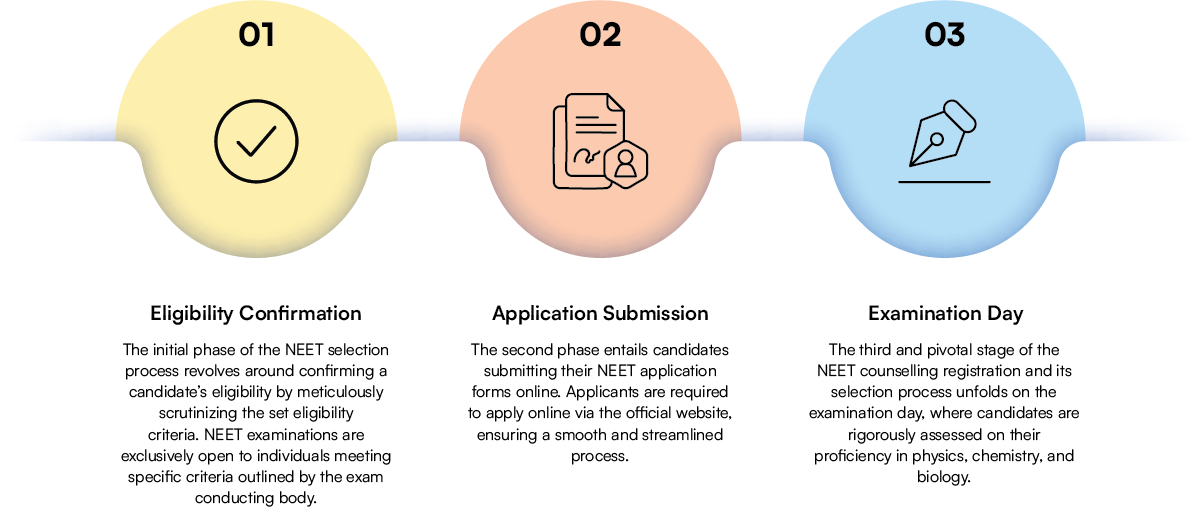 01
02
03
Eligibility Confirmation
The initial phase of the NEET selection
process revolves around confirming a
candidate’s eligibility by meticulously
scrutinizing the set eligibility
criteria. NEET examinations are
exclusively open to individuals meeting
specific criteria outlined by the exam
conducting body.
Application Submission
The second phase entails candidates
submitting their NEET application
forms online. Applicants are required
to apply online via the official website,
ensuring a smooth and streamlined
process.
Examination Day
The third and pivotal stage of the
NEET counselling registration and its
selection process unfolds on the
examination day, where candidates are
rigorously assessed on their
proficiency in physics, chemistry, and
biology.